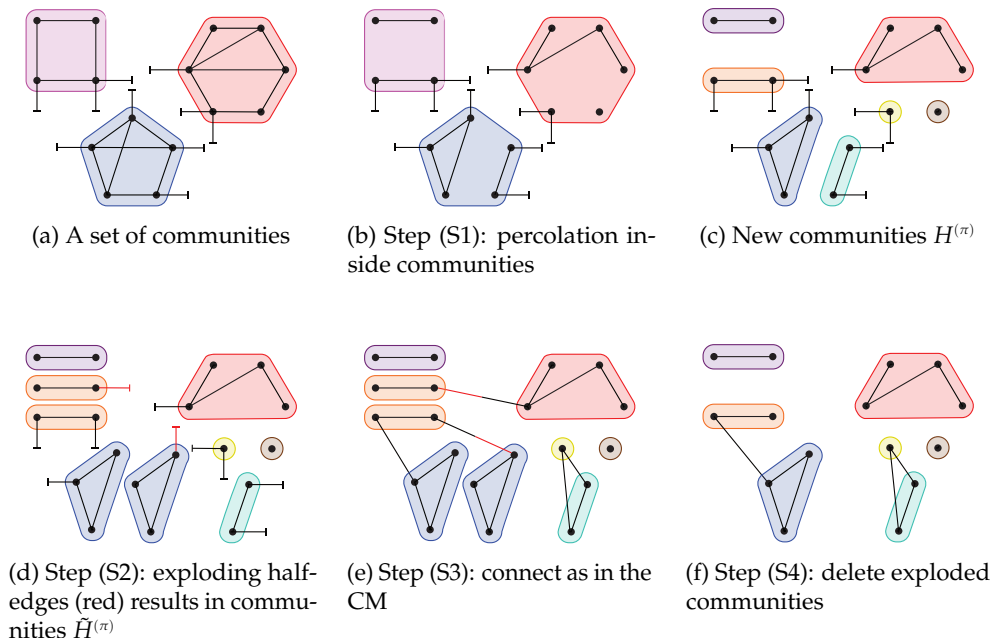 (a) A set of communities
(b) Step (S1): percolation in-
side communities
(c) New communities H^{(π)}
(d) Step (S2): exploding half-
edges (red) results in commu-
nities H̃^{(π)}
(e) Step (S3): connect as in the
CM
(f) Step (S4): delete exploded
communities